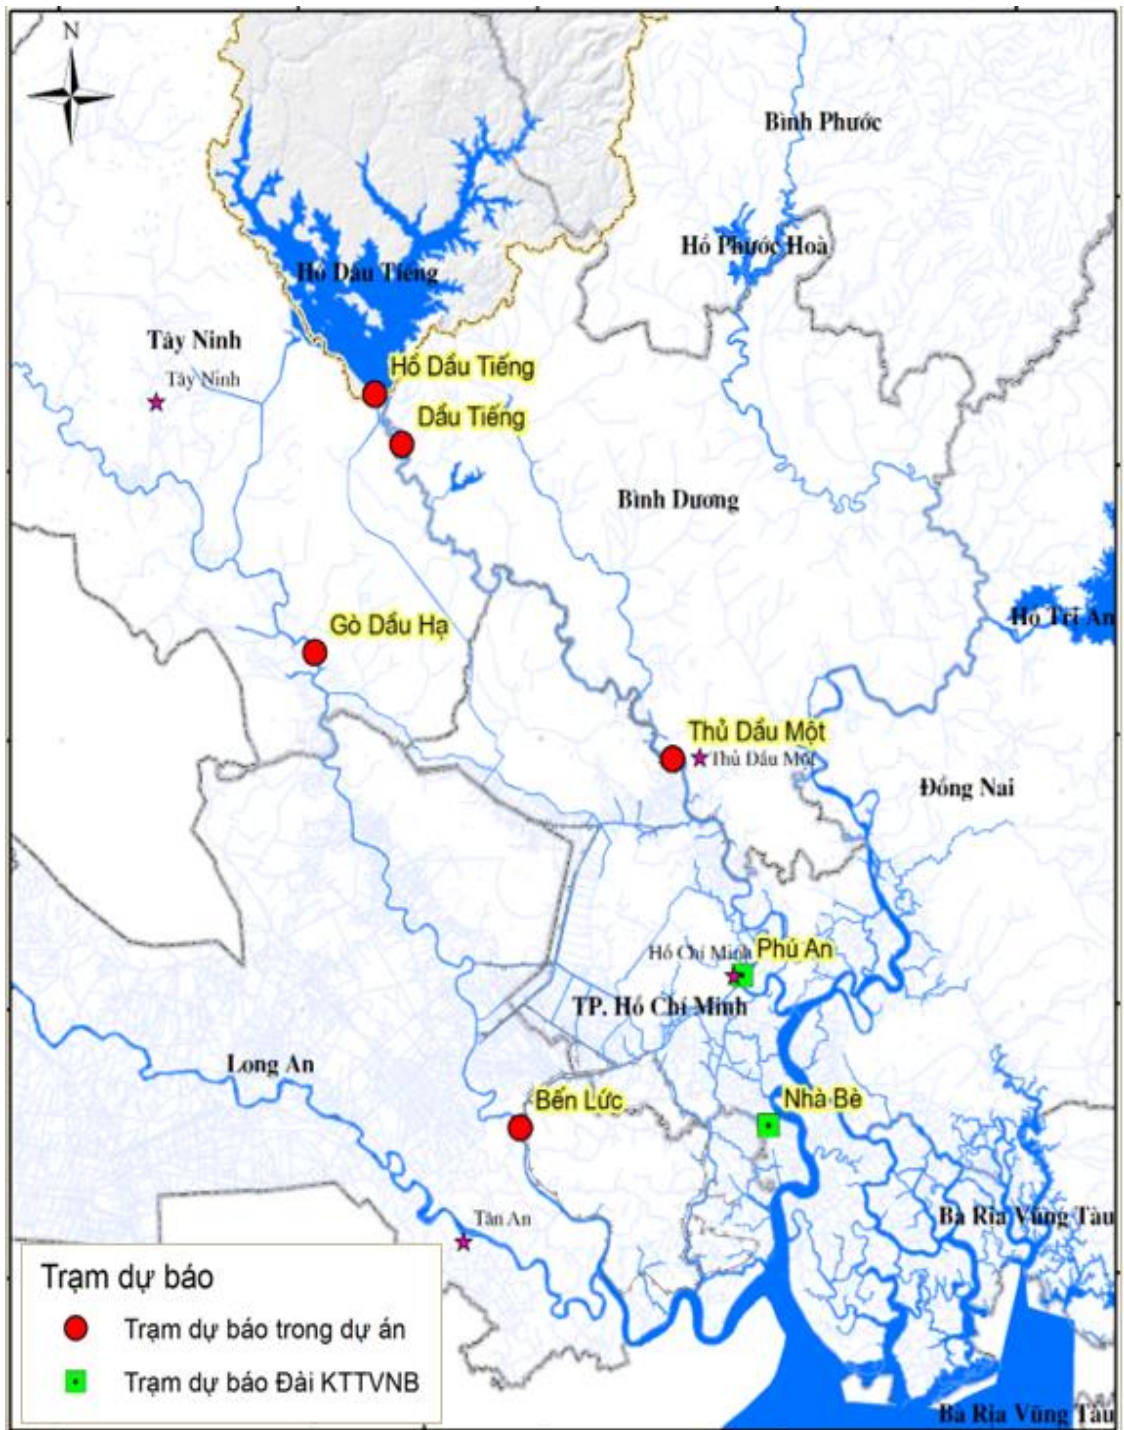 N
Bình Phước
Hồ Phước Hoà
Hồ Dầu Tiếng
Tây Ninh
Tây Ninh
Hồ Dầu Tiếng
Dầu Tiếng
Bình Dương
Hồ Trị An
Gò Dầu Hạ
Thủ Dầu Một
Thủ Dầu Một
Đồng Nai
Hồ Chí Minh
Phú An
TP. Hồ Chí Minh
Long An
Bến Lức
Nhà Bè
Tân An
Bà Rịa Vũng Tàu
Trạm dự báo
Trạm dự báo trong dự án
Trạm dự báo Đài KTTVNB
Bà Rịa Vũng Tàu